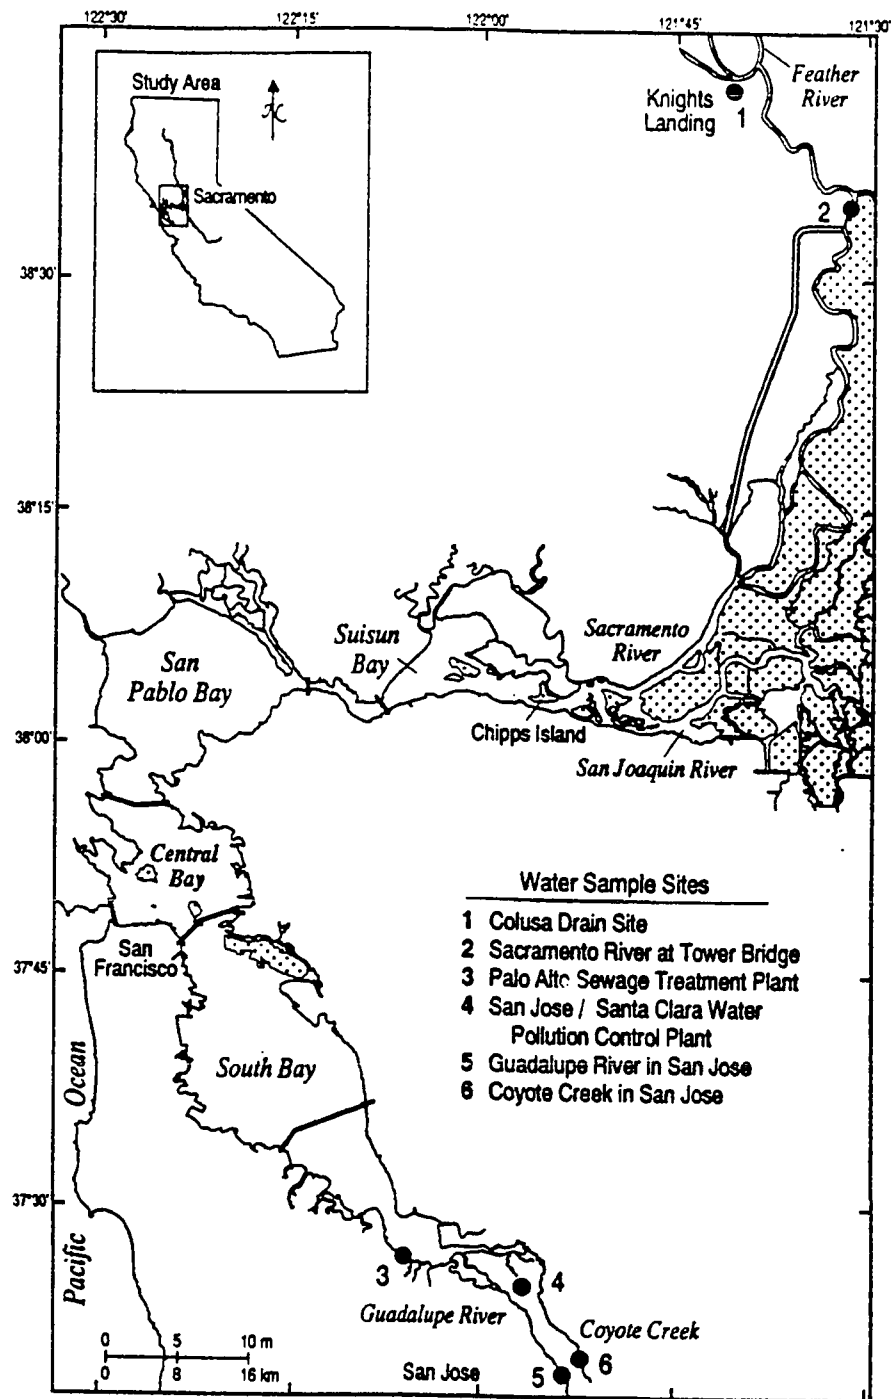 122°30' 122°15' 122°00' 121°45' 121°30'
Study Area
N
Sacramento
Feather
River
Knights
Landing
1
2
38°30'
38°15'
Sacramento
River
Suisun
Bay
San
Pablo Bay
Chipps Island
38°00'
San Joaquin River
Central
Bay
San
Francisco
37°45'
Water Sample Sites
1 Colusa Drain Site
2 Sacramento River at Tower Bridge
3 Palo Alto Sewage Treatment Plant
4 San Jose / Santa Clara Water
Pollution Control Plant
5 Guadalupe River in San Jose
6 Coyote Creek in San Jose
South Bay
Pacific Ocean
37°30'
3
4
Guadalupe River
Coyote Creek
0 5 10 m
0 8 16 km
San Jose
5
6